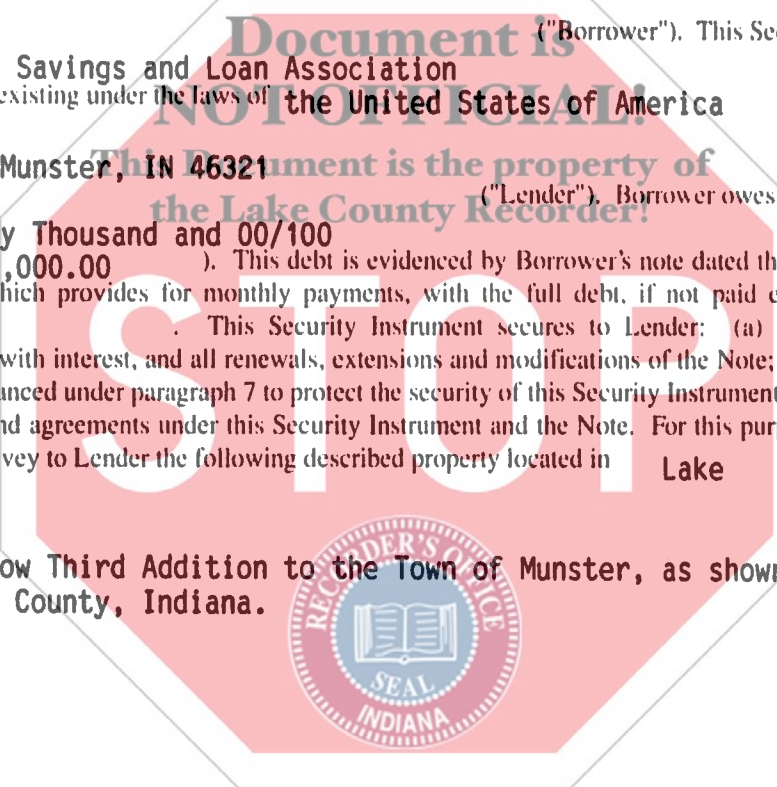 Document is
("Borrower"). This Sec
Savings and Loan Association
existing under the laws of the United States of America
NOT OFFICIAL!
Munster, IN 46321
This Document is the property of
("Lender"). Borrower owes
the Lake County Recorder!
y Thousand and 00/100
,000.00 ). This debt is evidenced by Borrower's note dated th
hich provides for monthly payments, with the full debt, if not paid e
. This Security Instrument secures to Lender: (a)
with interest, and all renewals, extensions and modifications of the Note;
anced under paragraph 7 to protect the security of this Security Instrument
nd agreements under this Security Instrument and the Note. For this pur
vey to Lender the following described property located in Lake
STOP
ow Third Addition to the Town of Munster, as shown
County, Indiana.
RECORDER'S OFFICE
SEAL
INDIANA